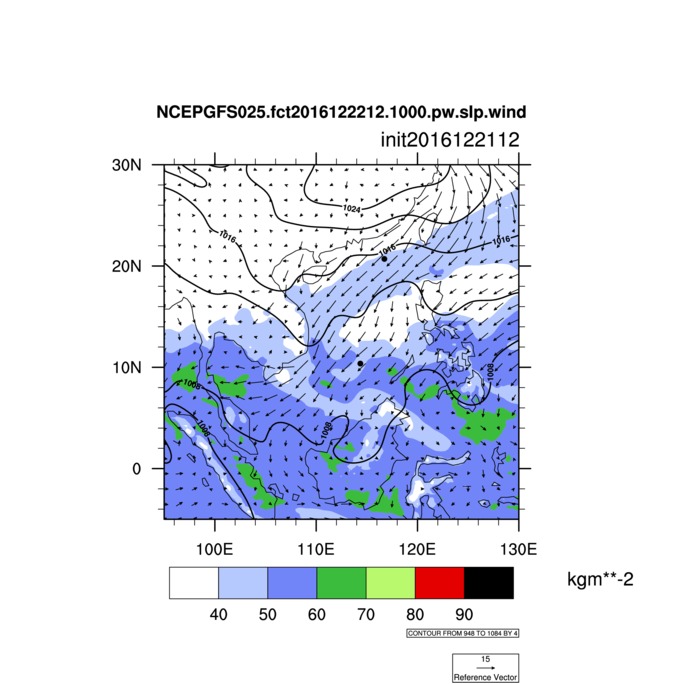 NCEPGFS025.fct2016122212.1000.pw.slp.wind
init2016122112
30N
1024
1016
1016
1016
20N
10N
1008
1008
1008
1008
0
100E
110E
120E
130E
kgm**-2
40
50
60
70
80
90
CONTOUR FROM 948 TO 1084 BY 4
15
Reference Vector